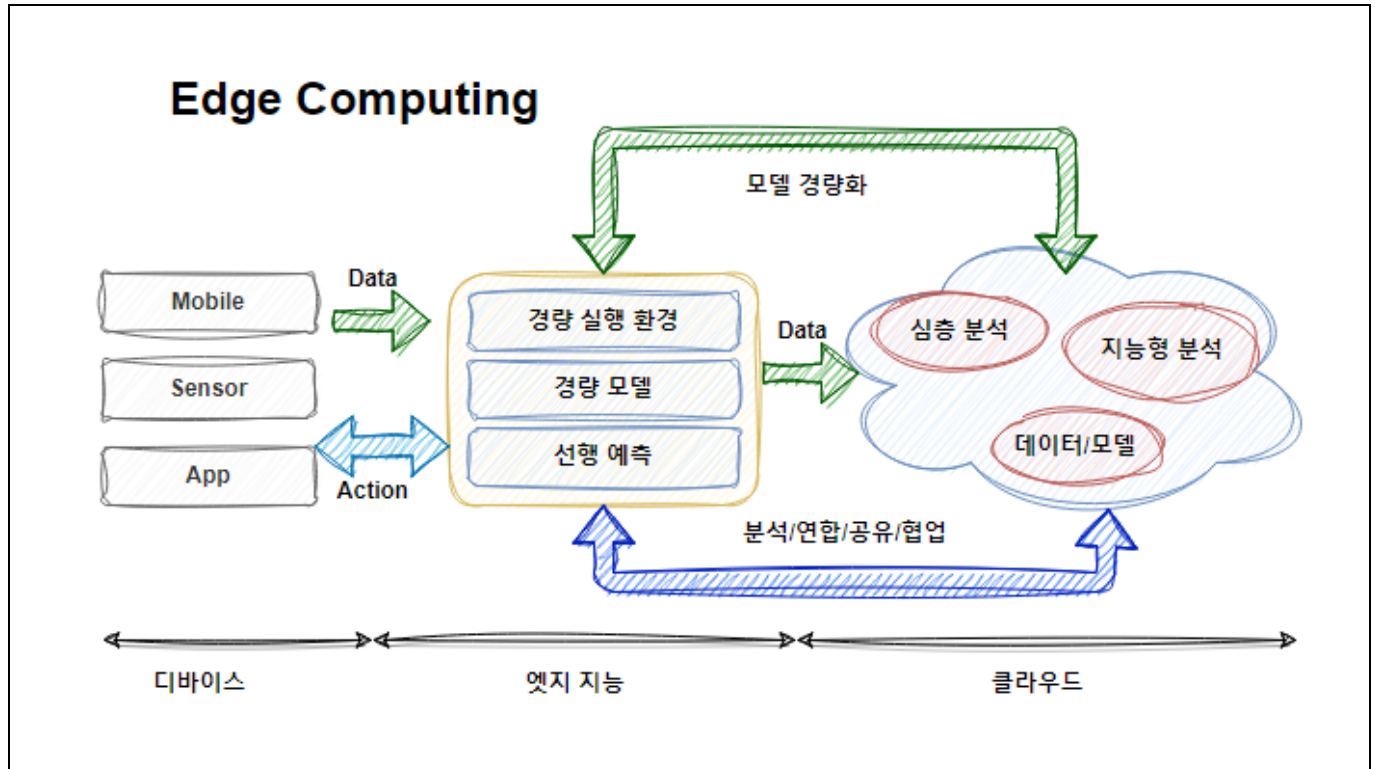 Edge Computing
모델 경량화
Mobile
Sensor
App
Data
Action
경량 실행 환경
경량 모델
선행 예측
Data
심층 분석
지능형 분석
데이터/모델
분석/연합/공유/협업
디바이스
엣지 지능
클라우드